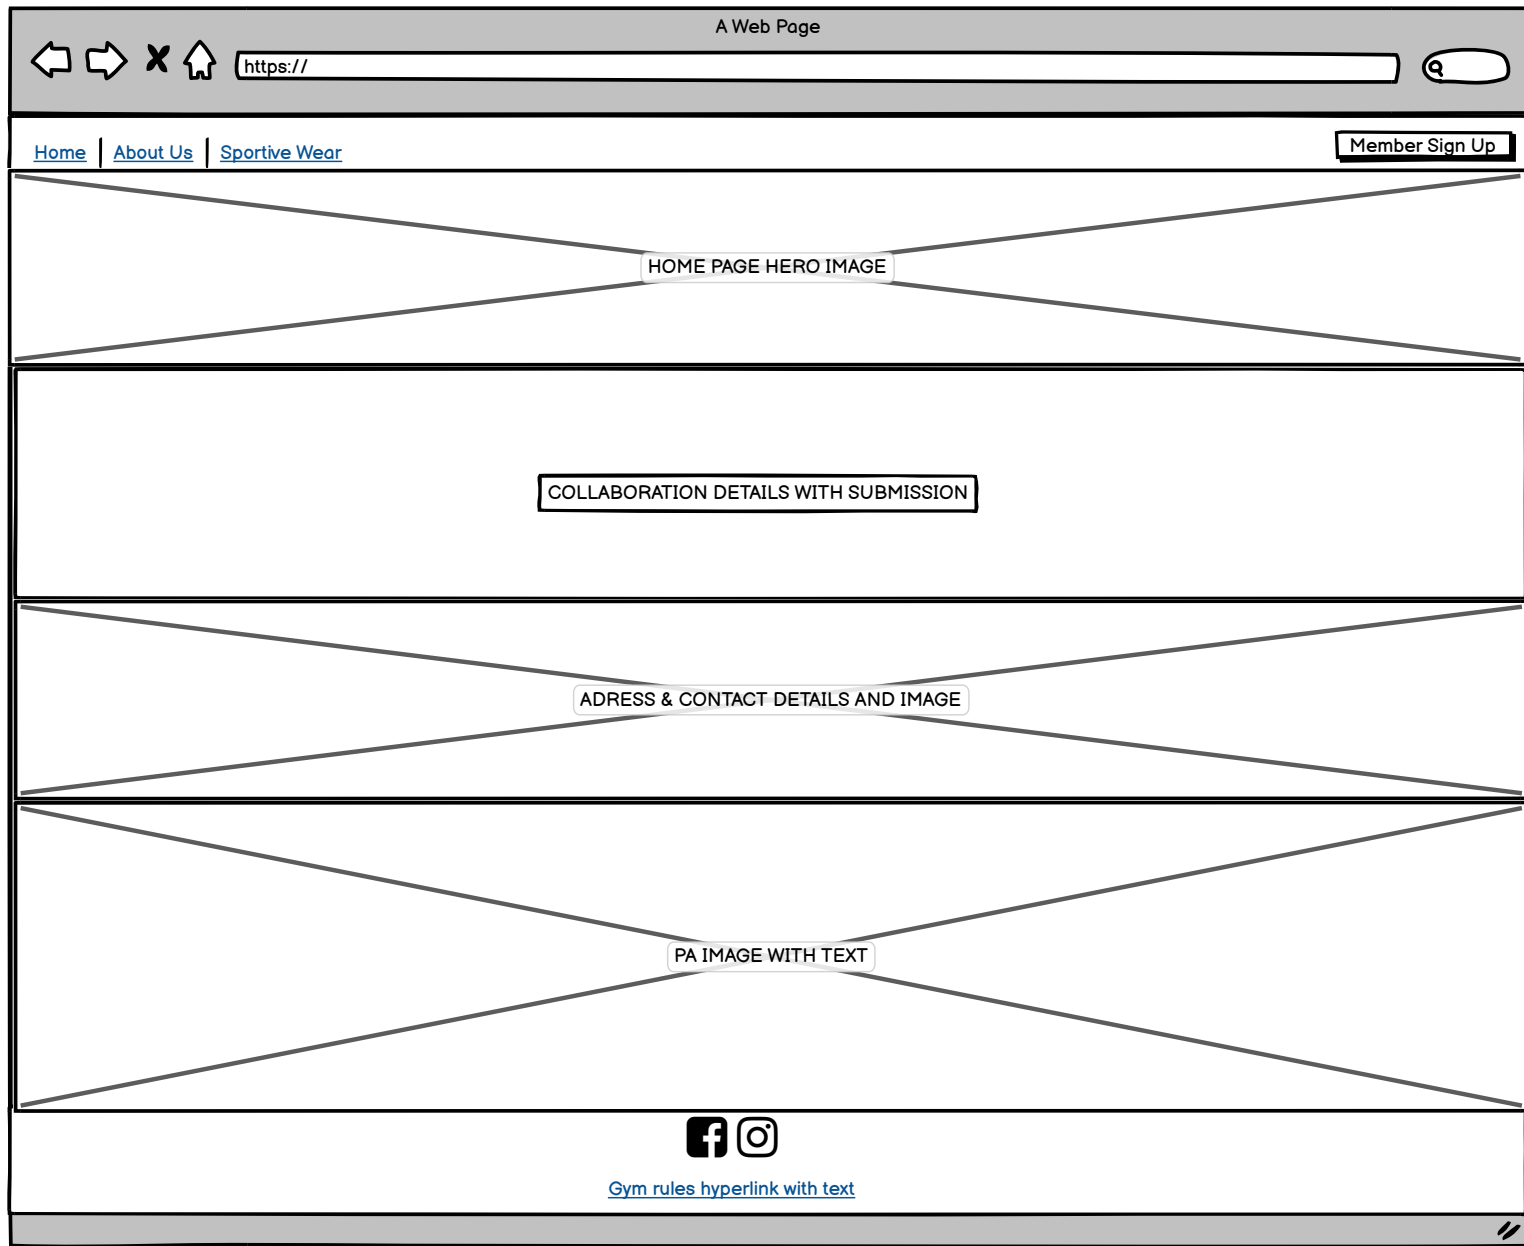 A Web Page
https://
Home
About Us
Sportive Wear
Member Sign Up
HOME PAGE HERO IMAGE
COLLABORATION DETAILS WITH SUBMISSION
ADRESS & CONTACT DETAILS AND IMAGE
PA IMAGE WITH TEXT
Gym rules hyperlink with text